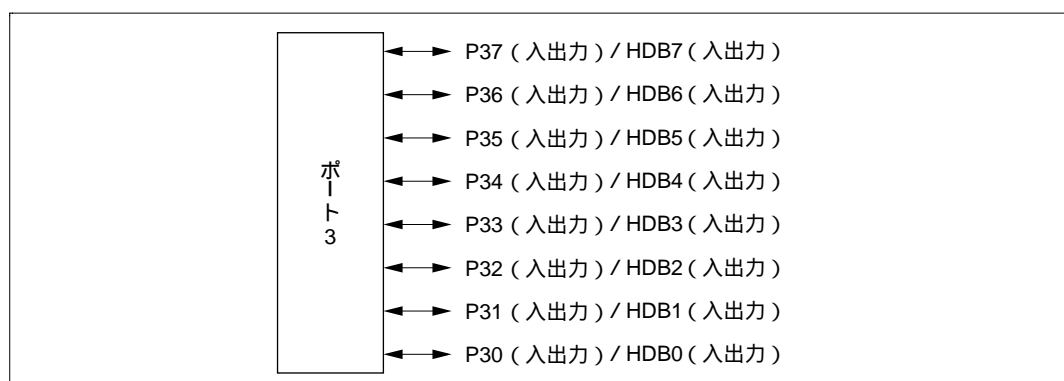 P37（入出力）/ HDB7（入出力）
P36（入出力）/ HDB6（入出力）
P35（入出力）/ HDB5（入出力）
P34（入出力）/ HDB4（入出力）
ポート3
P33（入出力）/ HDB3（入出力）
P32（入出力）/ HDB2（入出力）
P31（入出力）/ HDB1（入出力）
P30（入出力）/ HDB0（入出力）